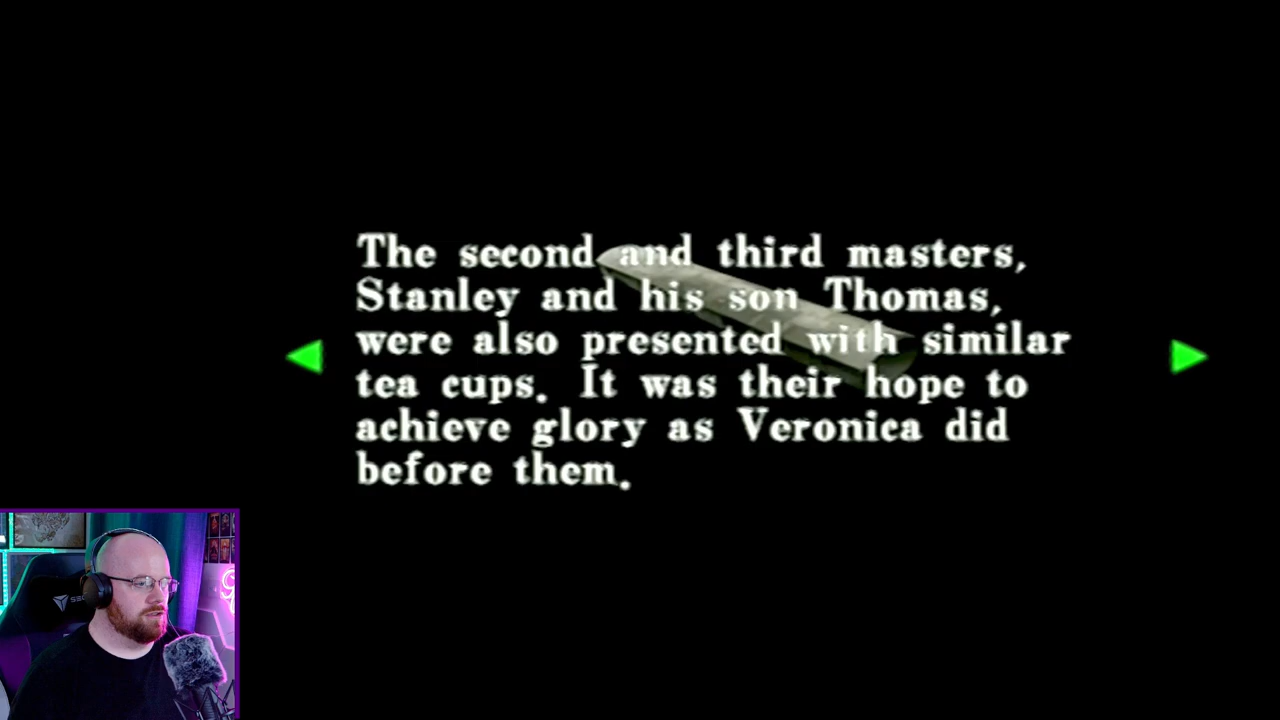 The second and third masters,
Stanley and his son Thomas,
were also presented with similar
tea cups. It was their hope to
achieve glory as Veronica did
before them.